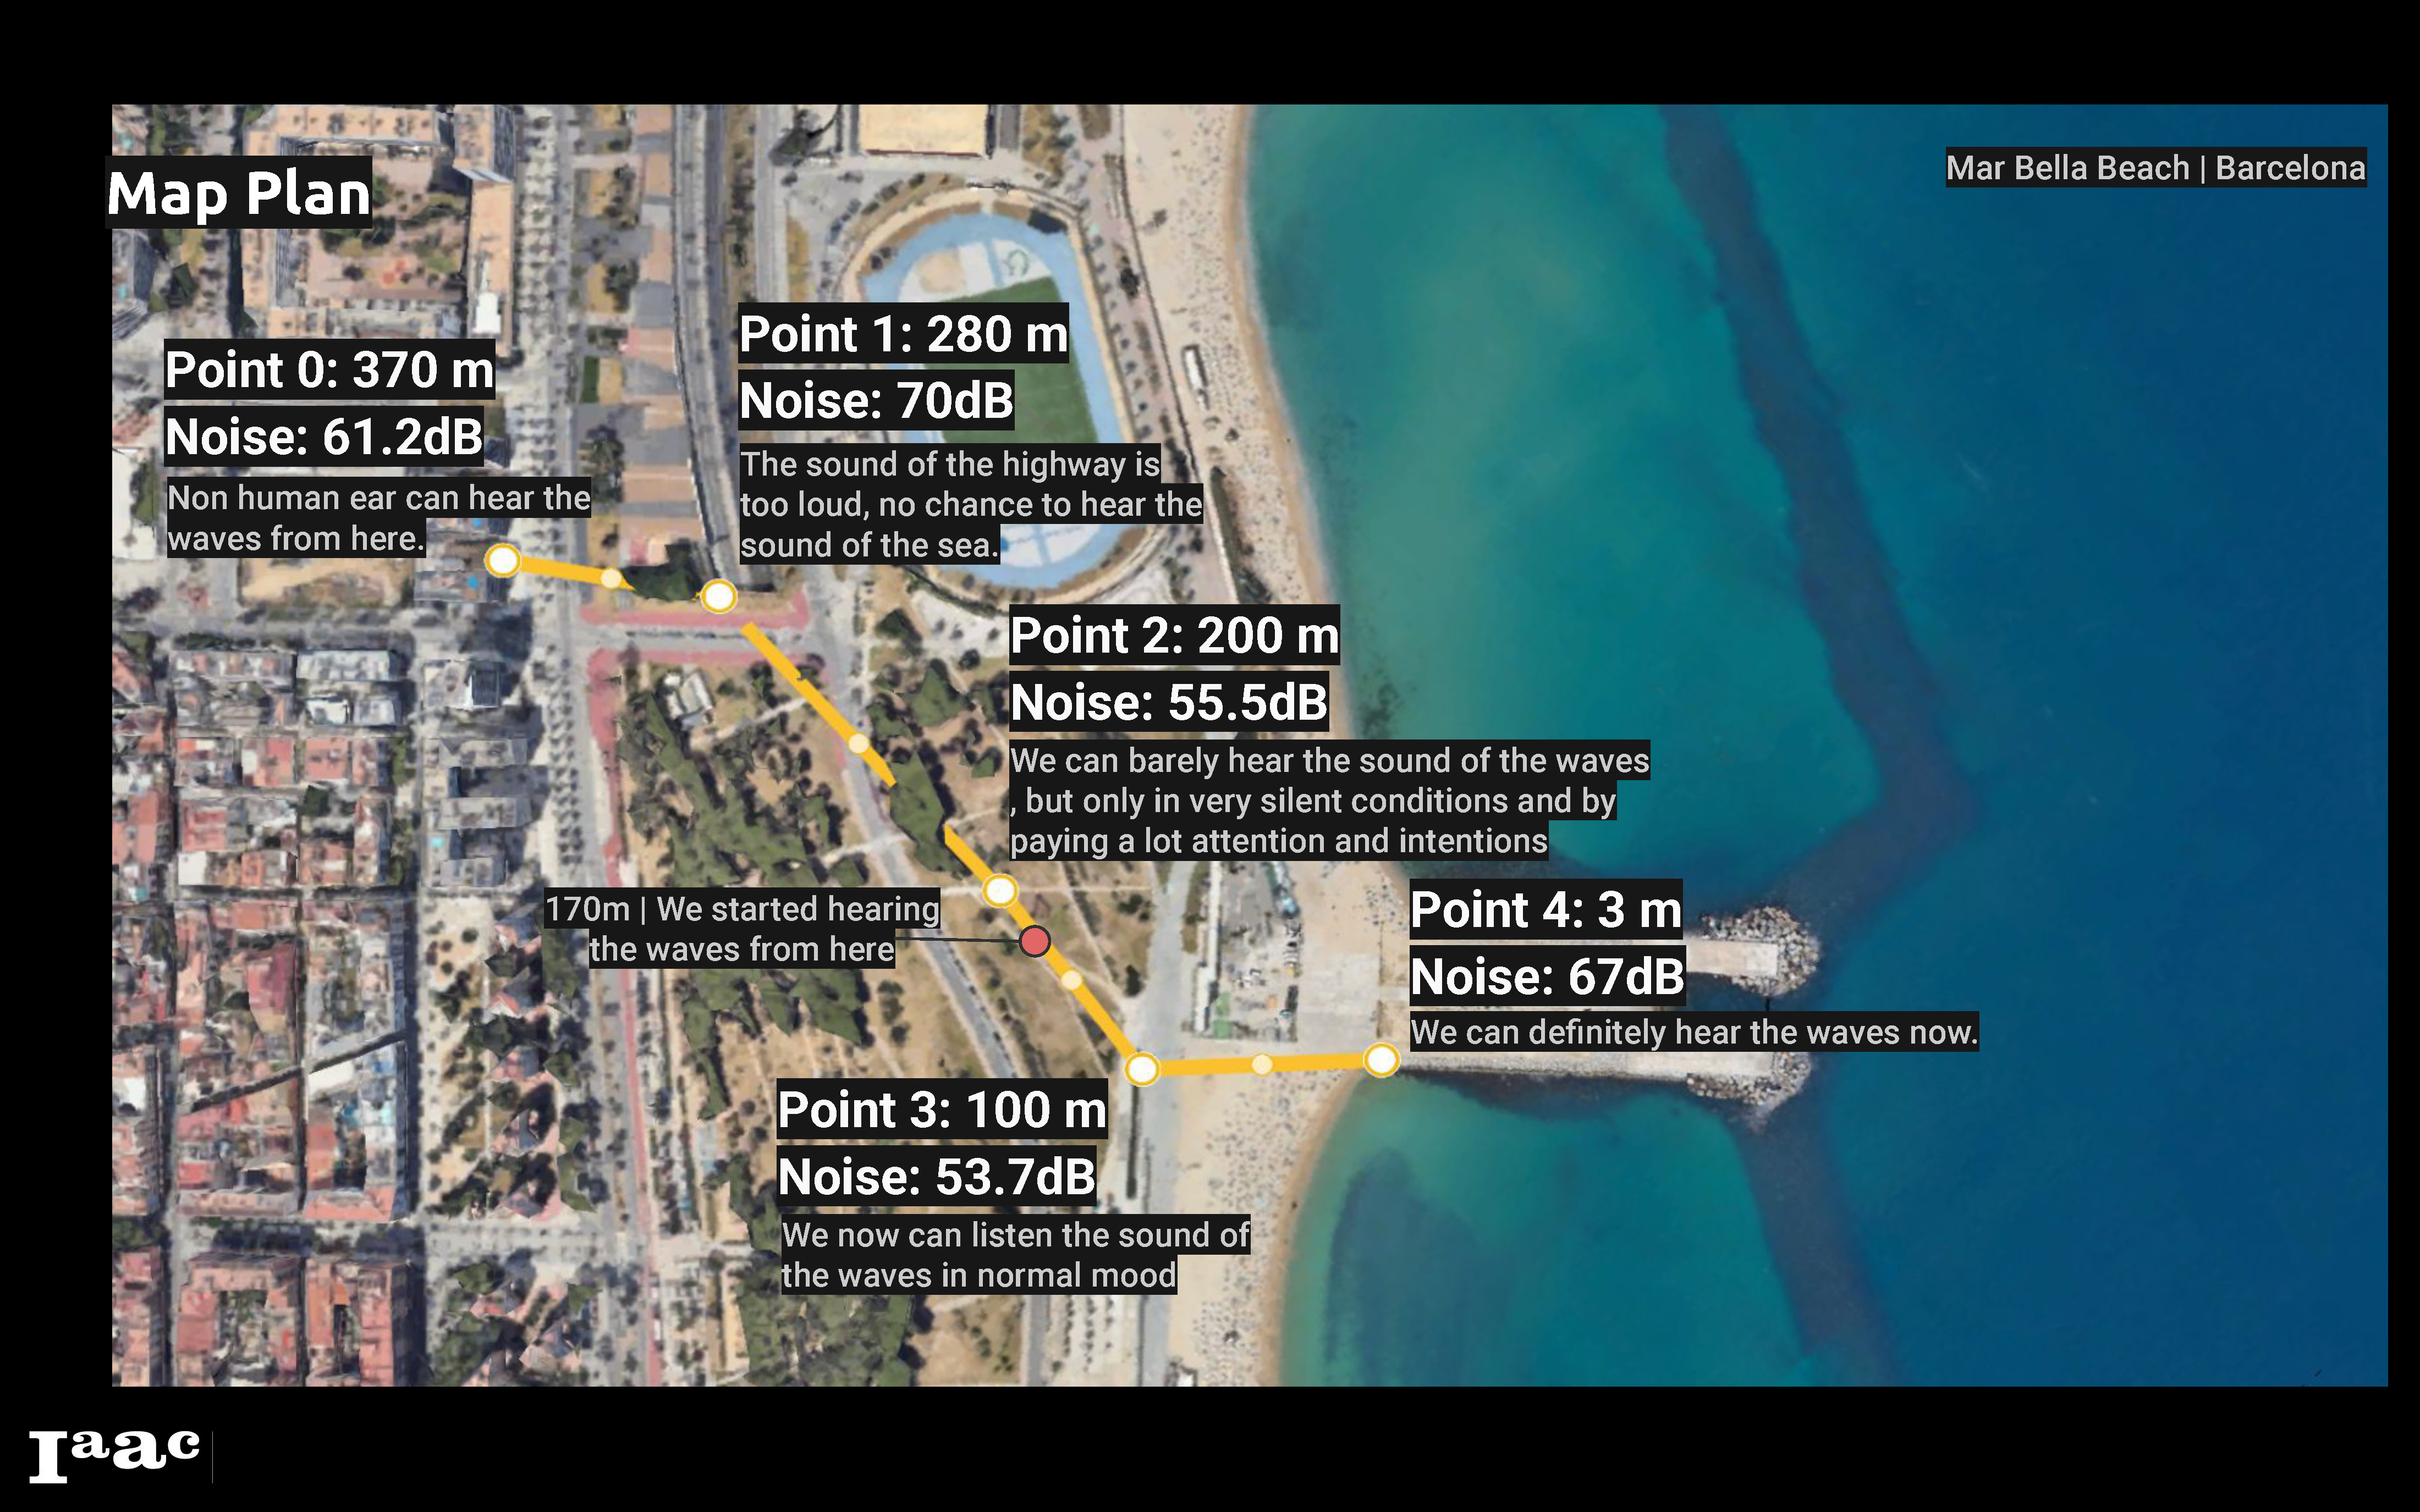 Map Plan
Mar Bella Beach | Barcelona
Point 0: 370 m
Noise: 61.2dB
Non human ear can hear the
waves from here.
Point 1: 280 m
Noise: 70dB
The sound of the highway is
too loud, no chance to hear the
sound of the sea.
Point 2: 200 m
Noise: 55.5dB
We can barely hear the sound of the waves
, but only in very silent conditions and by
paying a lot attention and intentions
170m | We started hearing
the waves from here
Point 4: 3 m
Noise: 67dB
We can definitely hear the waves now.
Point 3: 100 m
Noise: 53.7dB
We now can listen the sound of
the waves in normal mood
Iaac